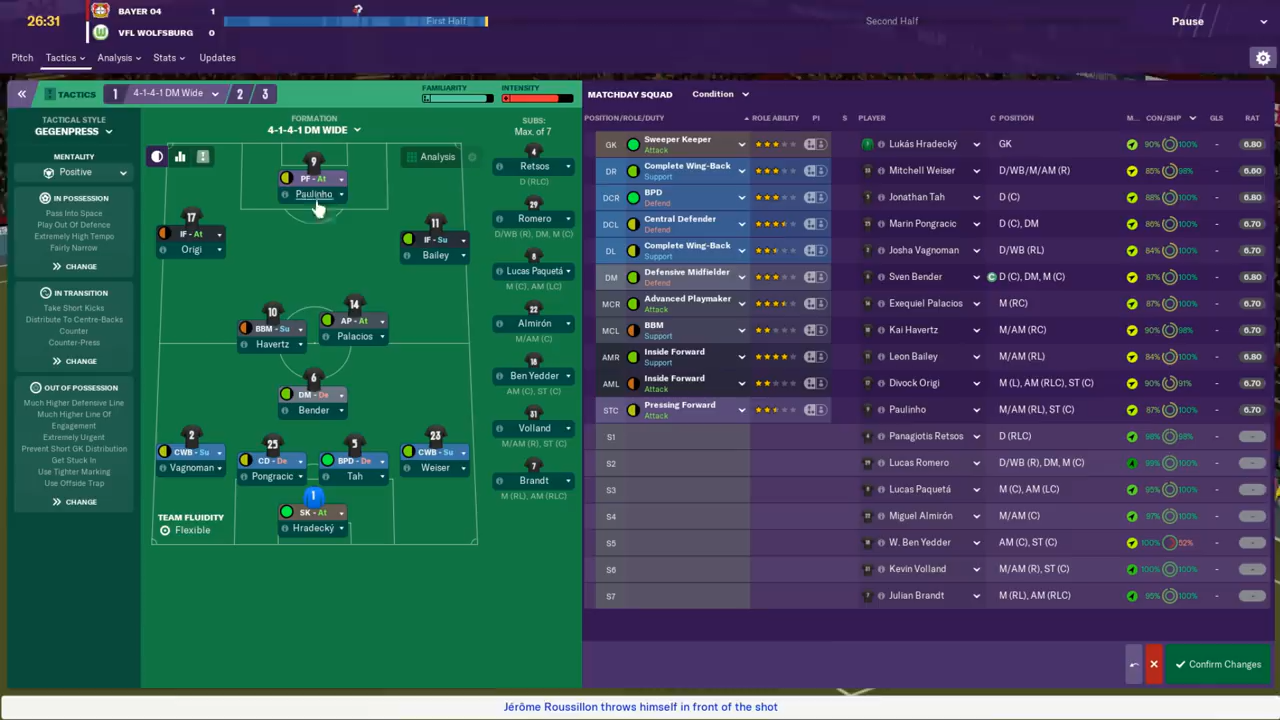 26:31
BAYER 04 1
VFL WOLFSBURG 0
First Half
Second Half
Pause
Pitch
Tactics
Analysis
Stats
Updates
TACTICS
1 4-1-4-1 DM Wide 2 3
FAMILIARITY
INTENSITY
TACTICAL STYLE
GEGENPRESS
MENTALITY
Positive
IN POSSESSION
Pass Into Space
Play Out Of Defence
Extremely High Tempo
Fairly Narrow
CHANGE
IN TRANSITION
Take Short Kicks
Distribute To Centre-Backs
Counter
Counter-Press
CHANGE
OUT OF POSSESSION
Much Higher Defensive Line
Much Higher Line Of
Engagement
Extremely Urgent
Prevent Short GK Distribution
Get Stuck In
Use Tighter Marking
Use Offside Trap
CHANGE
FORMATION
4-1-4-1 DM WIDE
Analysis
9
PF - At
Paulinho
17
IF - At
Origi
11
IF - Su
Bailey
10
BBM - Su
Havertz
14
AP - At
Palacios
6
DM - De
Bender
2
CWB - Su
Vagnoman
25
CD - De
Pongracic
5
BPD - De
Tah
23
CWB - Su
Weiser
1
SK - At
Hradecký
TEAM FLUIDITY
Flexible
SUBS:
Max. of 7
4
Retsos
D (RLC)
29
Romero
D/WB (R), DM, M (C)
8
Lucas Paquetá
M (C), AM (LC)
22
Almirón
M/AM (C)
18
Ben Yedder
AM (C), ST (C)
31
Volland
M/AM (R), ST (C)
7
Brandt
M (RL), AM (RLC)
MATCHDAY SQUAD
Condition
POSITION/ROLE/DUTY ROLE ABILITY PI S PLAYER C POSITION M... CON/SHP GLS RAT
GK Sweeper Keeper Attack Lukás Hradecký GK 90% 100% - 6.80
DR Complete Wing-Back Support Mitchell Weiser D/WB/M/AM (R) 85% 100% - 6.80
DCR BPD Defend Jonathan Tah D (C) 88% 100% - 6.80
DCL Central Defender Defend Marin Pongracic D (C), DM 86% 100% - 6.80
DL Complete Wing-Back Support Josha Vagnoman D/WB (RL) 84% 100% - 6.80
DM Defensive Midfielder Defend Sven Bender C D (C), DM, M (C) 87% 100% - 6.80
MCR Advanced Playmaker Attack Exequiel Palacios M (RC) 87% 100% - 6.70
MCL BBM Support Kai Havertz M/AM (RC) 90% 98% - 6.70
AMR Inside Forward Support Leon Bailey M/AM (RL) 84% 100% - 6.80
AML Inside Forward Attack Divock Origi M (L), AM (RLC), ST (C) 90% 91% - 6.70
STC Pressing Forward Attack Paulinho M/AM (RL), ST (C) 87% 100% - 6.70
S1 Panagiotis Retsos D (RLC) 98% 98% - -
S2 Lucas Romero D/WB (R), DM, M (C) 99% 100% - -
S3 Lucas Paquetá M (C), AM (LC) 95% 100% - -
S4 Miguel Almirón M/AM (C) 97% 100% - -
S5 W. Ben Yedder AM (C), ST (C) 100% 52% - -
S6 Kevin Volland M/AM (R), ST (C) 100% 100% - -
S7 Julian Brandt M (RL), AM (RLC) 95% 100% - -
Confirm Changes
Jérôme Roussillon throws himself in front of the shot